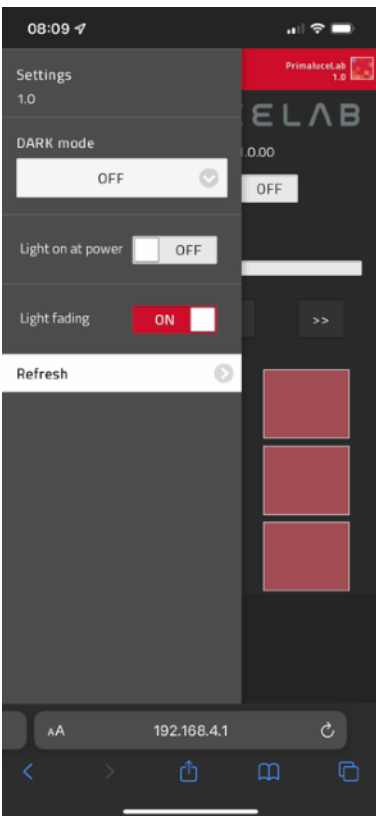 08:09
Settings
1.0
PrimaluceLab
1.0
ELAB
DARK mode
1.0.00
OFF
OFF
Light on at power
OFF
Light fading
ON
>>
Refresh
AA
192.168.4.1